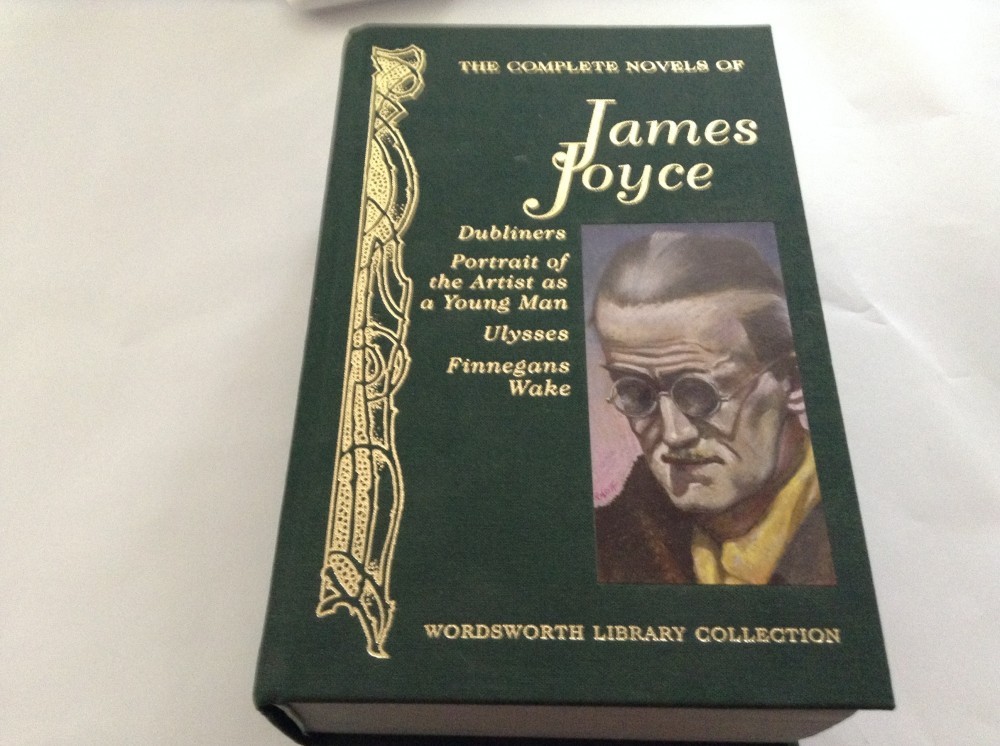 THE COMPLETE NOVELS OF
James
Joyce
Dubliners
Portrait of
the Artist as
a Young Man
Ulysses
Finnegans
Wake
WORDSWORTH LIBRARY COLLECTION